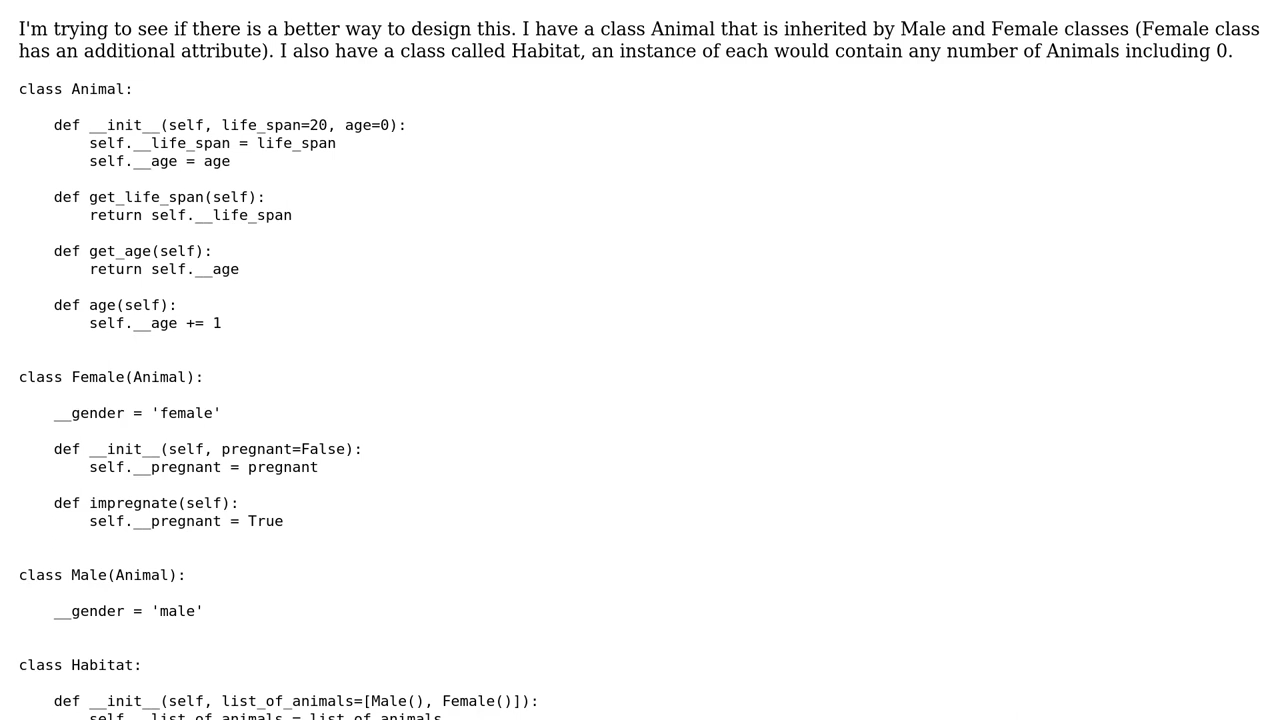 I'm trying to see if there is a better way to design this. I have a class Animal that is inherited by Male and Female classes (Female class
has an additional attribute). I also have a class called Habitat, an instance of each would contain any number of Animals including 0.
class Animal:
    def __init__(self, life_span=20, age=0):
        self.__life_span = life_span
        self.__age = age
    def get_life_span(self):
        return self.__life_span
    def get_age(self):
        return self.__age
    def age(self):
        self.__age += 1
class Female(Animal):
    __gender = 'female'
    def __init__(self, pregnant=False):
        self.__pregnant = pregnant
    def impregnate(self):
        self.__pregnant = True
class Male(Animal):
    __gender = 'male'
class Habitat:
    def __init__(self, list_of_animals=[Male(), Female()]):
        self.__list_of_animals = list_of_animals